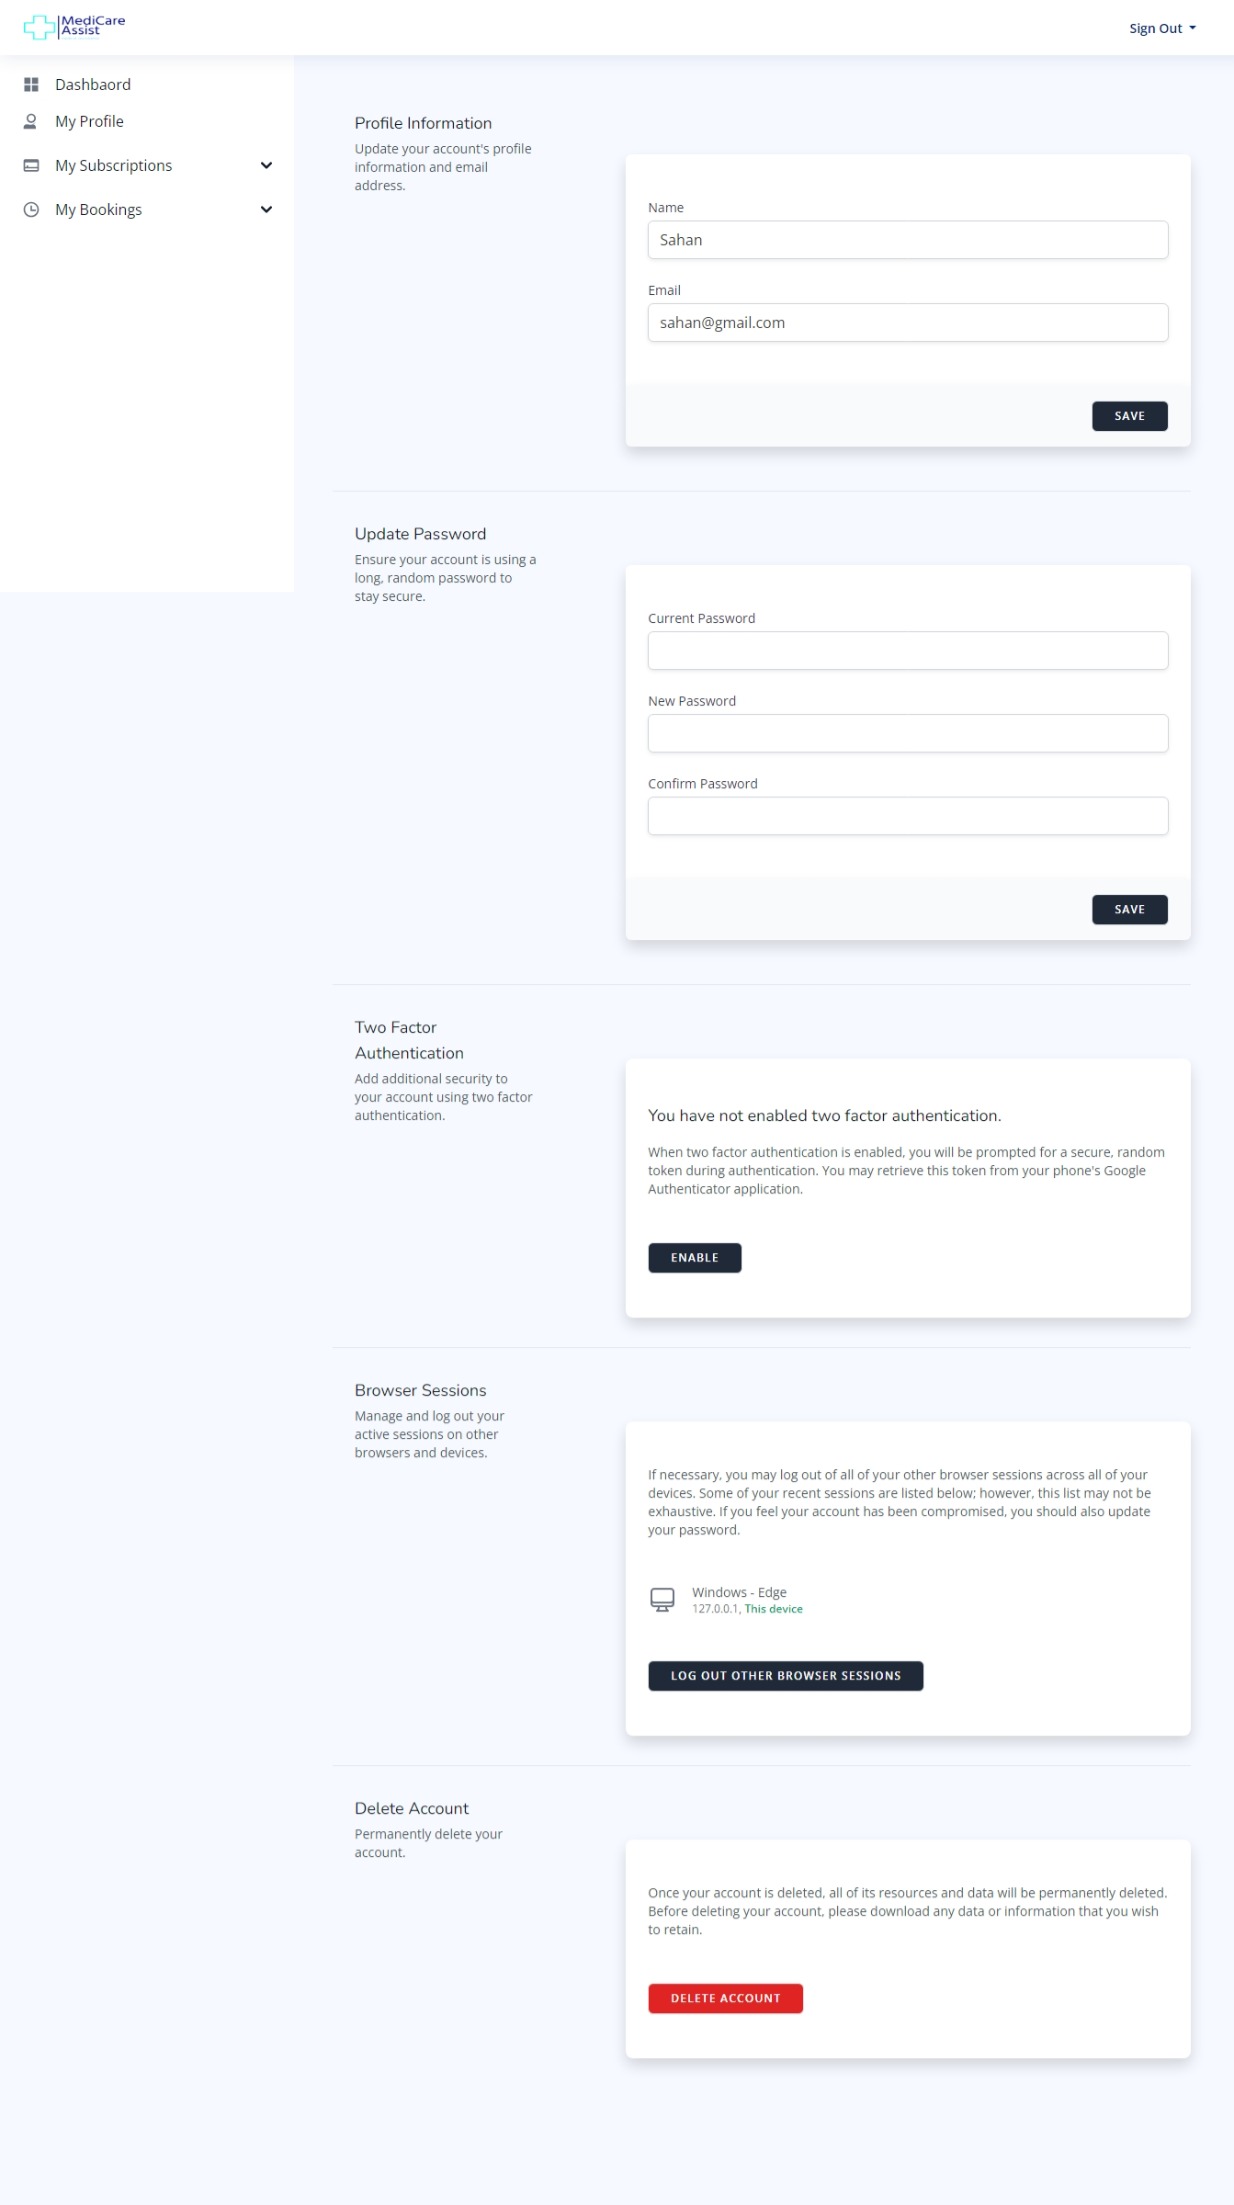 MediCare
Assist
Sign Out
Dashbaord
My Profile
My Subscriptions
My Bookings
Profile Information
Update your account's profile
information and email
address.
Name
Sahan
Email
sahan@gmail.com
SAVE
Update Password
Ensure your account is using a
long, random password to
stay secure.
Current Password
New Password
Confirm Password
SAVE
Two Factor
Authentication
Add additional security to
your account using two factor
authentication.
You have not enabled two factor authentication.
When two factor authentication is enabled, you will be prompted for a secure, random
token during authentication. You may retrieve this token from your phone's Google
Authenticator application.
ENABLE
Browser Sessions
Manage and log out your
active sessions on other
browsers and devices.
If necessary, you may log out of all of your other browser sessions across all of your
devices. Some of your recent sessions are listed below; however, this list may not be
exhaustive. If you feel your account has been compromised, you should also update
your password.
Windows - Edge
127.0.0.1, This device
LOG OUT OTHER BROWSER SESSIONS
Delete Account
Permanently delete your
account.
Once your account is deleted, all of its resources and data will be permanently deleted.
Before deleting your account, please download any data or information that you wish
to retain.
DELETE ACCOUNT